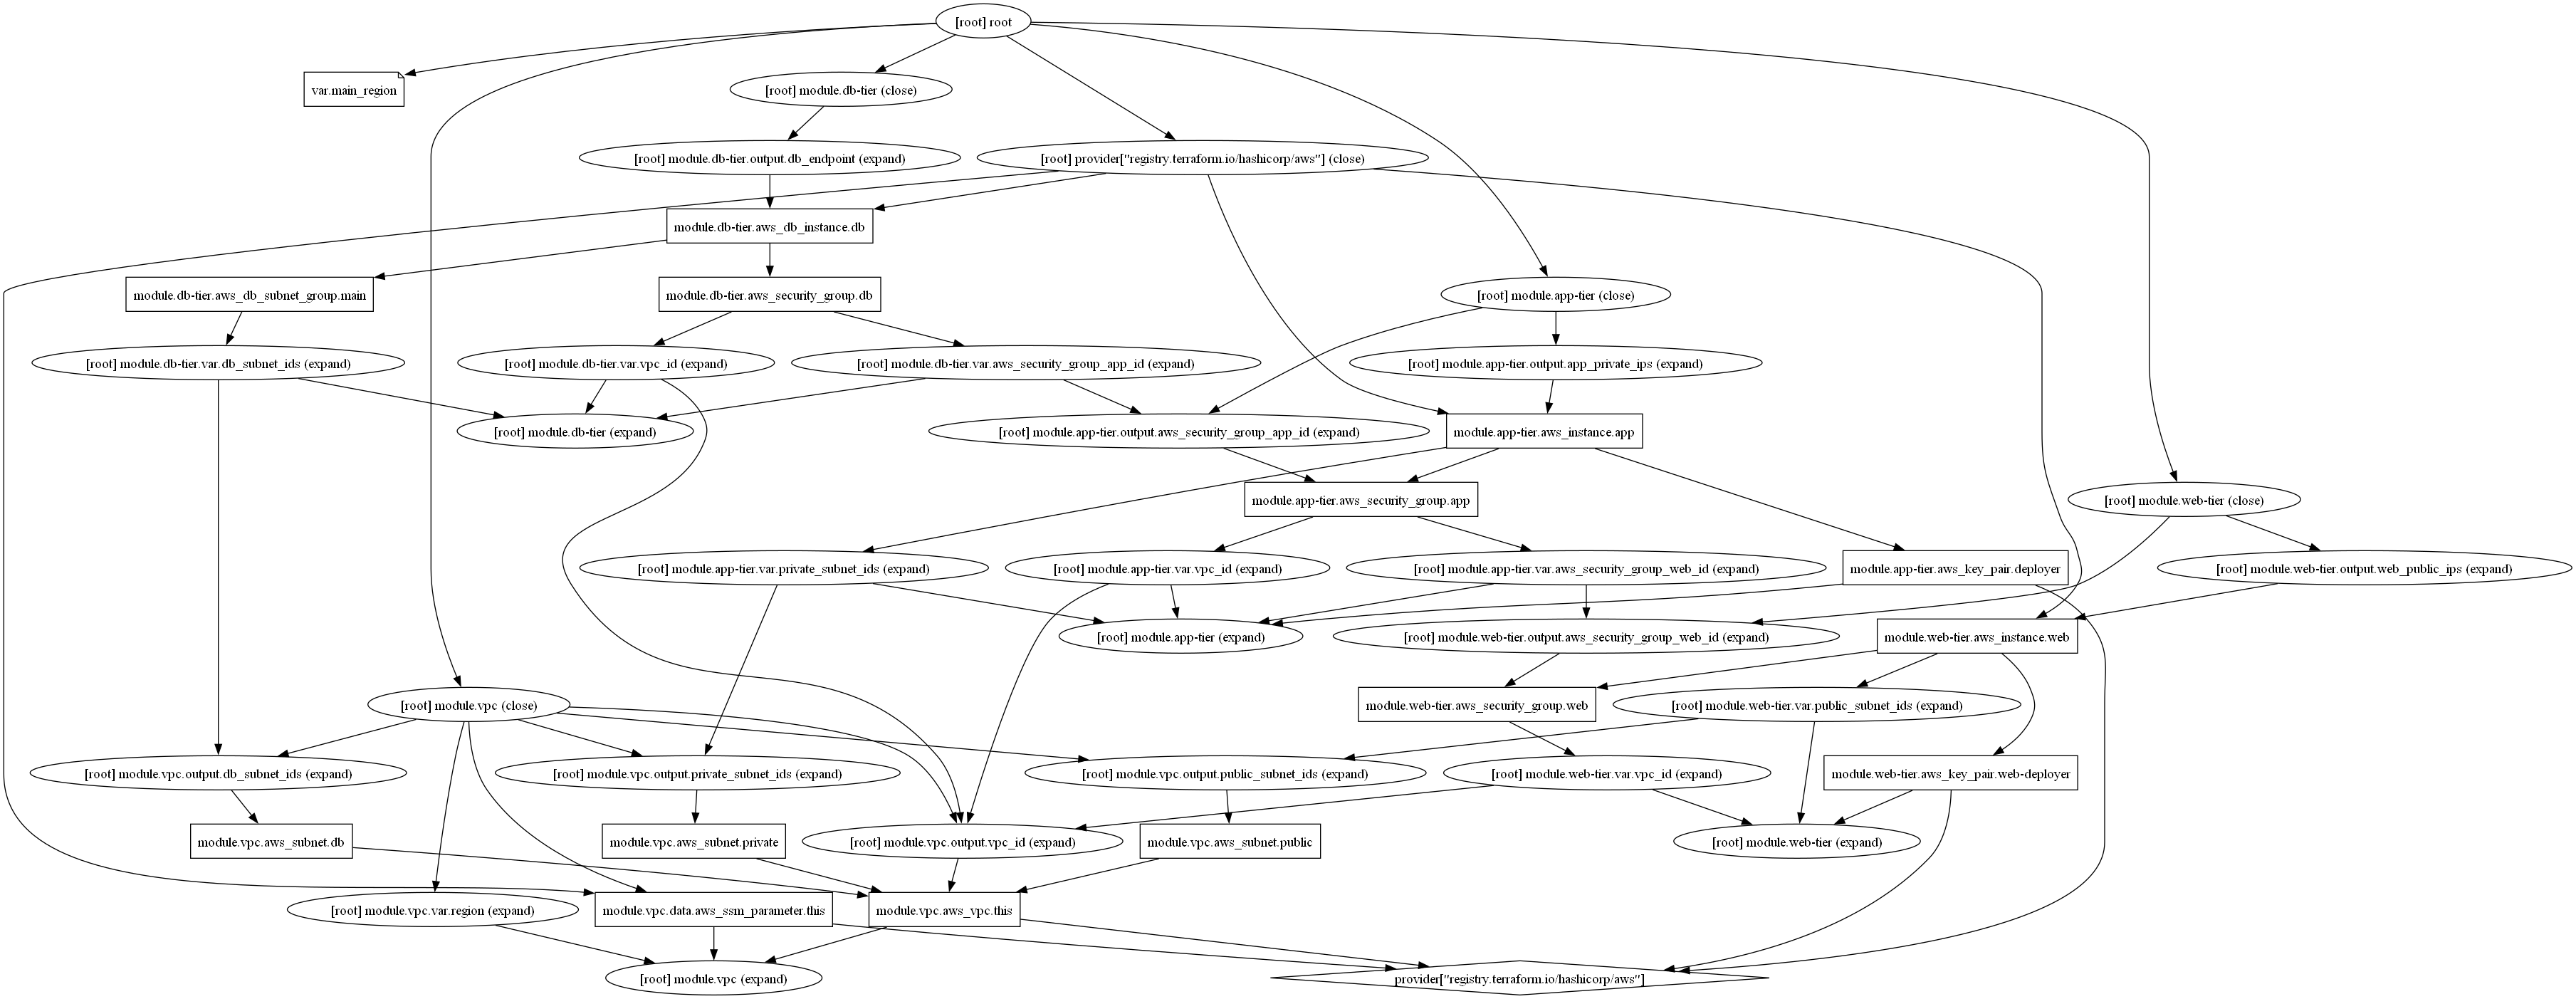 [root] root
var.main_region
[root] module.db-tier (close)
[root] module.db-tier.output.db_endpoint (expand)
[root] provider["registry.terraform.io/hashicorp/aws"] (close)
module.db-tier.aws_db_instance.db
module.db-tier.aws_db_subnet_group.main
module.db-tier.aws_security_group.db
[root] module.app-tier (close)
[root] module.db-tier.var.db_subnet_ids (expand)
[root] module.db-tier.var.vpc_id (expand)
[root] module.db-tier.var.aws_security_group_app_id (expand)
[root] module.app-tier.output.app_private_ips (expand)
[root] module.db-tier (expand)
[root] module.app-tier.output.aws_security_group_app_id (expand)
module.app-tier.aws_instance.app
module.app-tier.aws_security_group.app
[root] module.web-tier (close)
[root] module.app-tier.var.private_subnet_ids (expand)
[root] module.app-tier.var.vpc_id (expand)
[root] module.app-tier.var.aws_security_group_web_id (expand)
module.app-tier.aws_key_pair.deployer
[root] module.web-tier.output.web_public_ips (expand)
[root] module.app-tier (expand)
[root] module.web-tier.output.aws_security_group_web_id (expand)
module.web-tier.aws_instance.web
[root] module.vpc (close)
module.web-tier.aws_security_group.web
[root] module.web-tier.var.public_subnet_ids (expand)
[root] module.vpc.output.db_subnet_ids (expand)
[root] module.vpc.output.private_subnet_ids (expand)
[root] module.vpc.output.public_subnet_ids (expand)
[root] module.web-tier.var.vpc_id (expand)
module.web-tier.aws_key_pair.web-deployer
module.vpc.aws_subnet.db
module.vpc.aws_subnet.private
[root] module.vpc.output.vpc_id (expand)
module.vpc.aws_subnet.public
[root] module.web-tier (expand)
[root] module.vpc.var.region (expand)
module.vpc.data.aws_ssm_parameter.this
module.vpc.aws_vpc.this
[root] module.vpc (expand)
provider["registry.terraform.io/hashicorp/aws"]